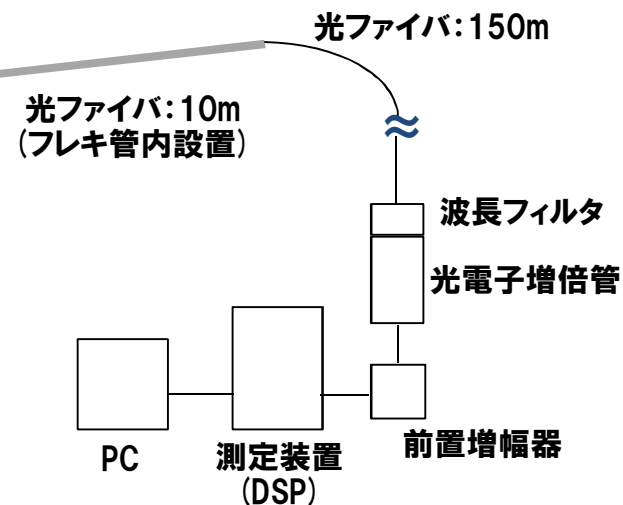 光ファイバ:150m
光ファイバ:10m
(フレキ管内設置)
波長フィルタ
光電子増倍管
前置増幅器
PC
測定装置
(DSP)